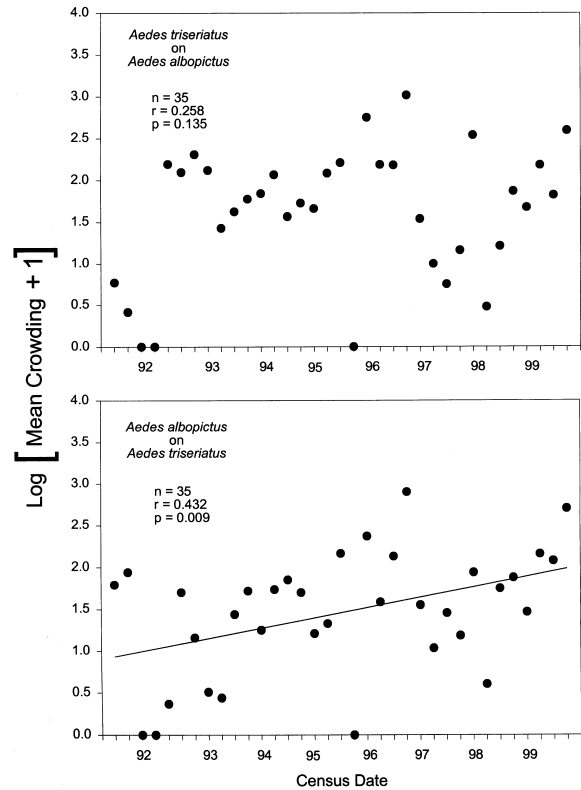 Log [ Mean Crowding + 1 ]
4.0
3.5
3.0
2.5
2.0
1.5
1.0
0.5
0.0
Aedes triseriatus
on
Aedes albopictus
n = 35
r = 0.258
p = 0.135
92 93 94 95 96 97 98 99
4.0
3.5
3.0
2.5
2.0
1.5
1.0
0.5
0.0
Aedes albopictus
on
Aedes triseriatus
n = 35
r = 0.432
p = 0.009
92 93 94 95 96 97 98 99
Census Date